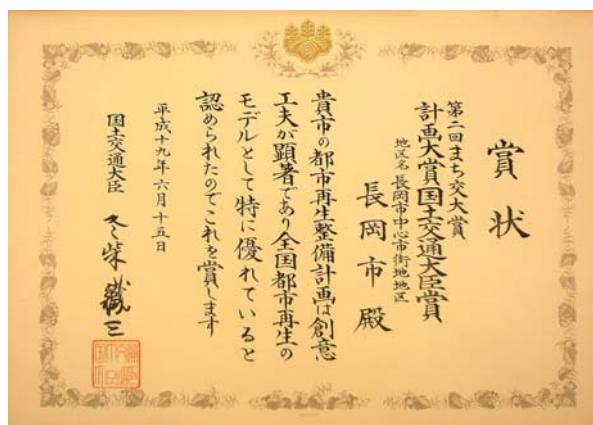 賞状
第二回まち交大賞
計画大賞国土交通大臣賞
地区名 長岡市中心市街地地区
長岡市殿
貴市の都市再生整備計画は創意
工夫が顕著であり全国都市再生の
モデルとして特に優れていると
認められたのでこれを賞します
平成十九年六月十五日
国土交通大臣 冬柴鐵三